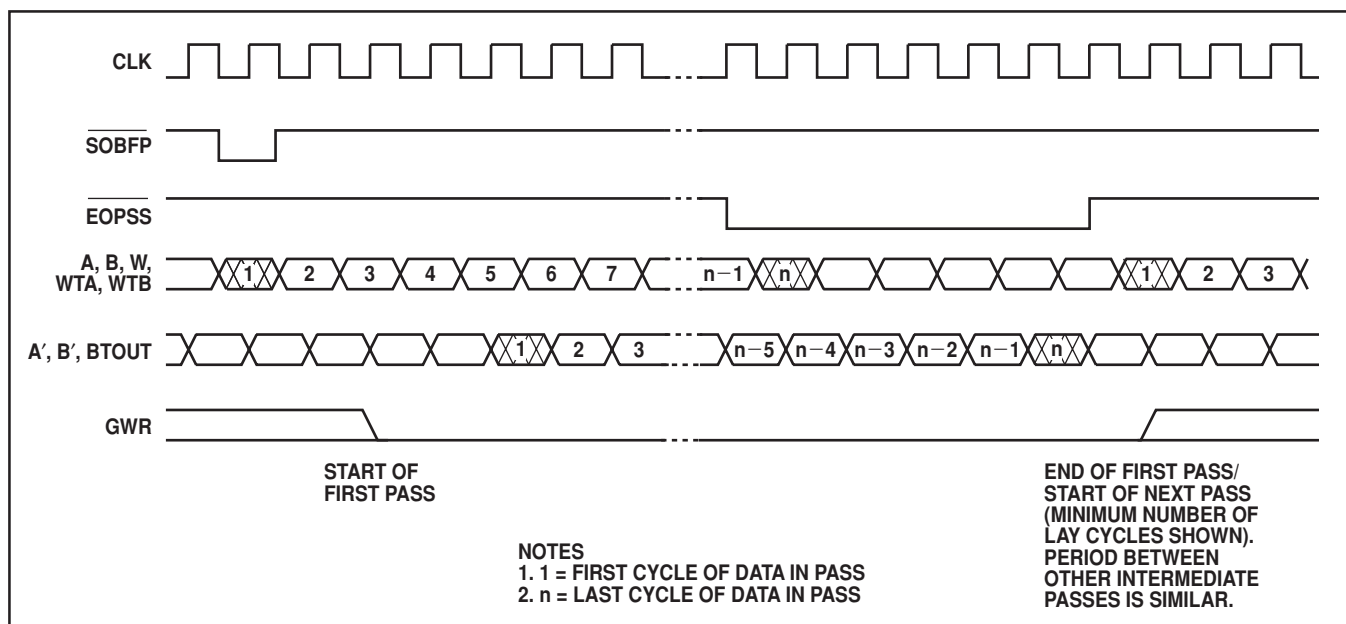 CLK
SOBFP
EOPSS
A, B, W,
WTA, WTB
1 2 3 4 5 6 7 n−1 n 1 2 3
A′, B′, BTOUT
1 2 3 n−5 n−4 n−3 n−2 n−1 n
GWR
START OF
FIRST PASS
NOTES
1. 1 = FIRST CYCLE OF DATA IN PASS
2. n = LAST CYCLE OF DATA IN PASS
END OF FIRST PASS/
START OF NEXT PASS
(MINIMUM NUMBER OF
LAY CYCLES SHOWN).
PERIOD BETWEEN
OTHER INTERMEDIATE
PASSES IS SIMILAR.